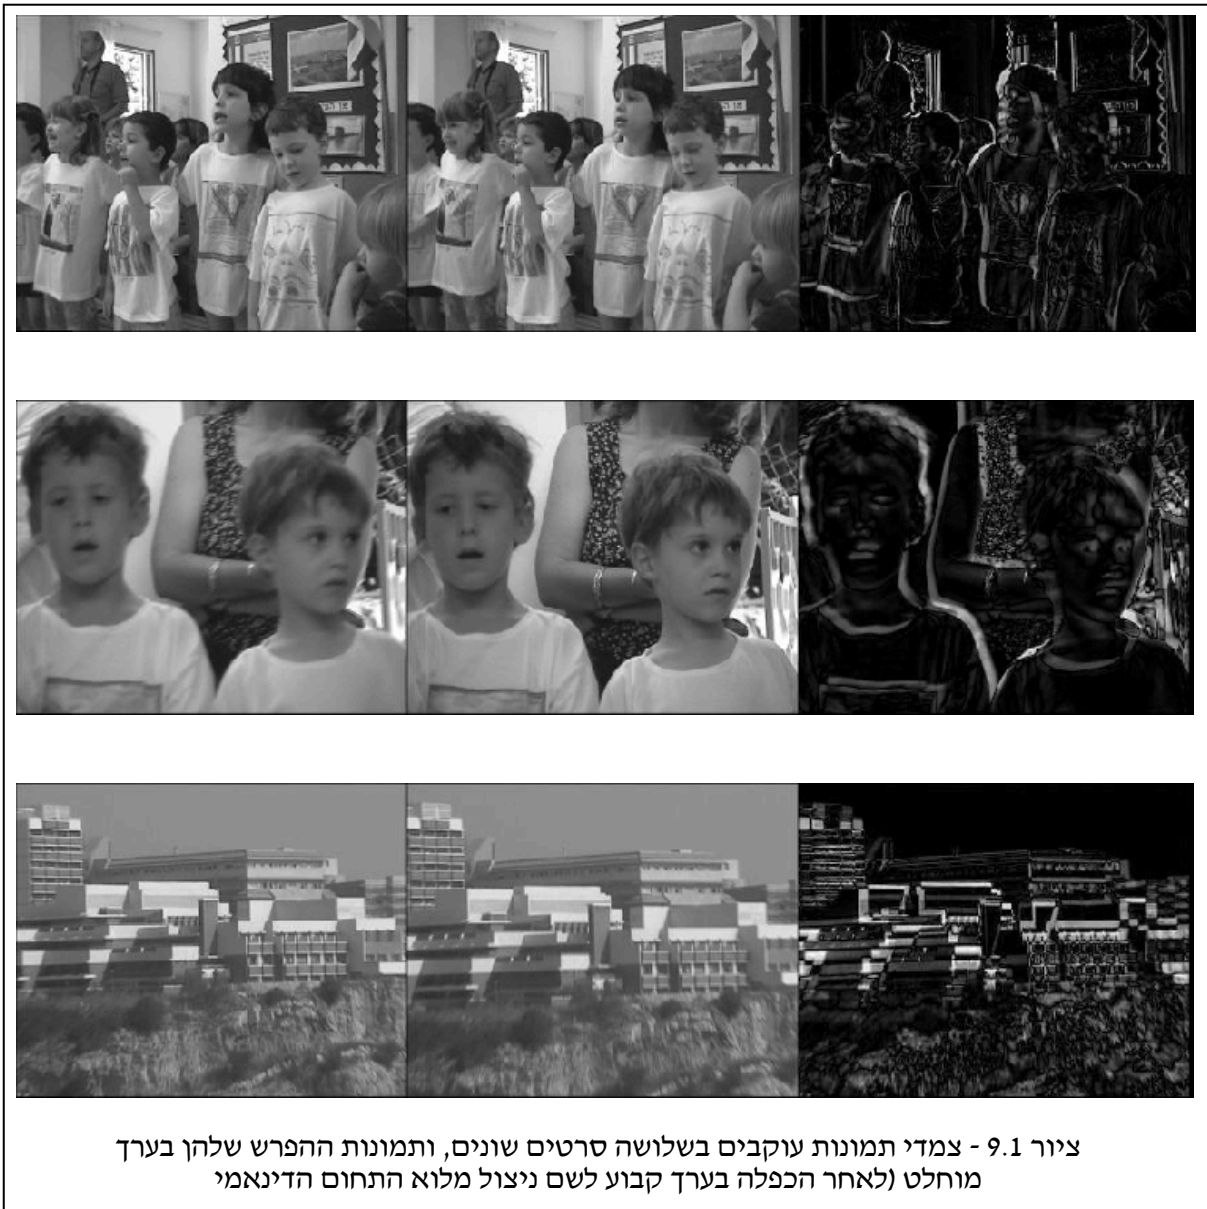 ציור 9.1 - צמדי תמונות עוקבים בשלושה סרטים שונים, ותמונות ההפרש שלהן בערך
מוחלט (לאחר הכפלה בערך קבוע לשם ניצול מלוא התחום הדינאמי